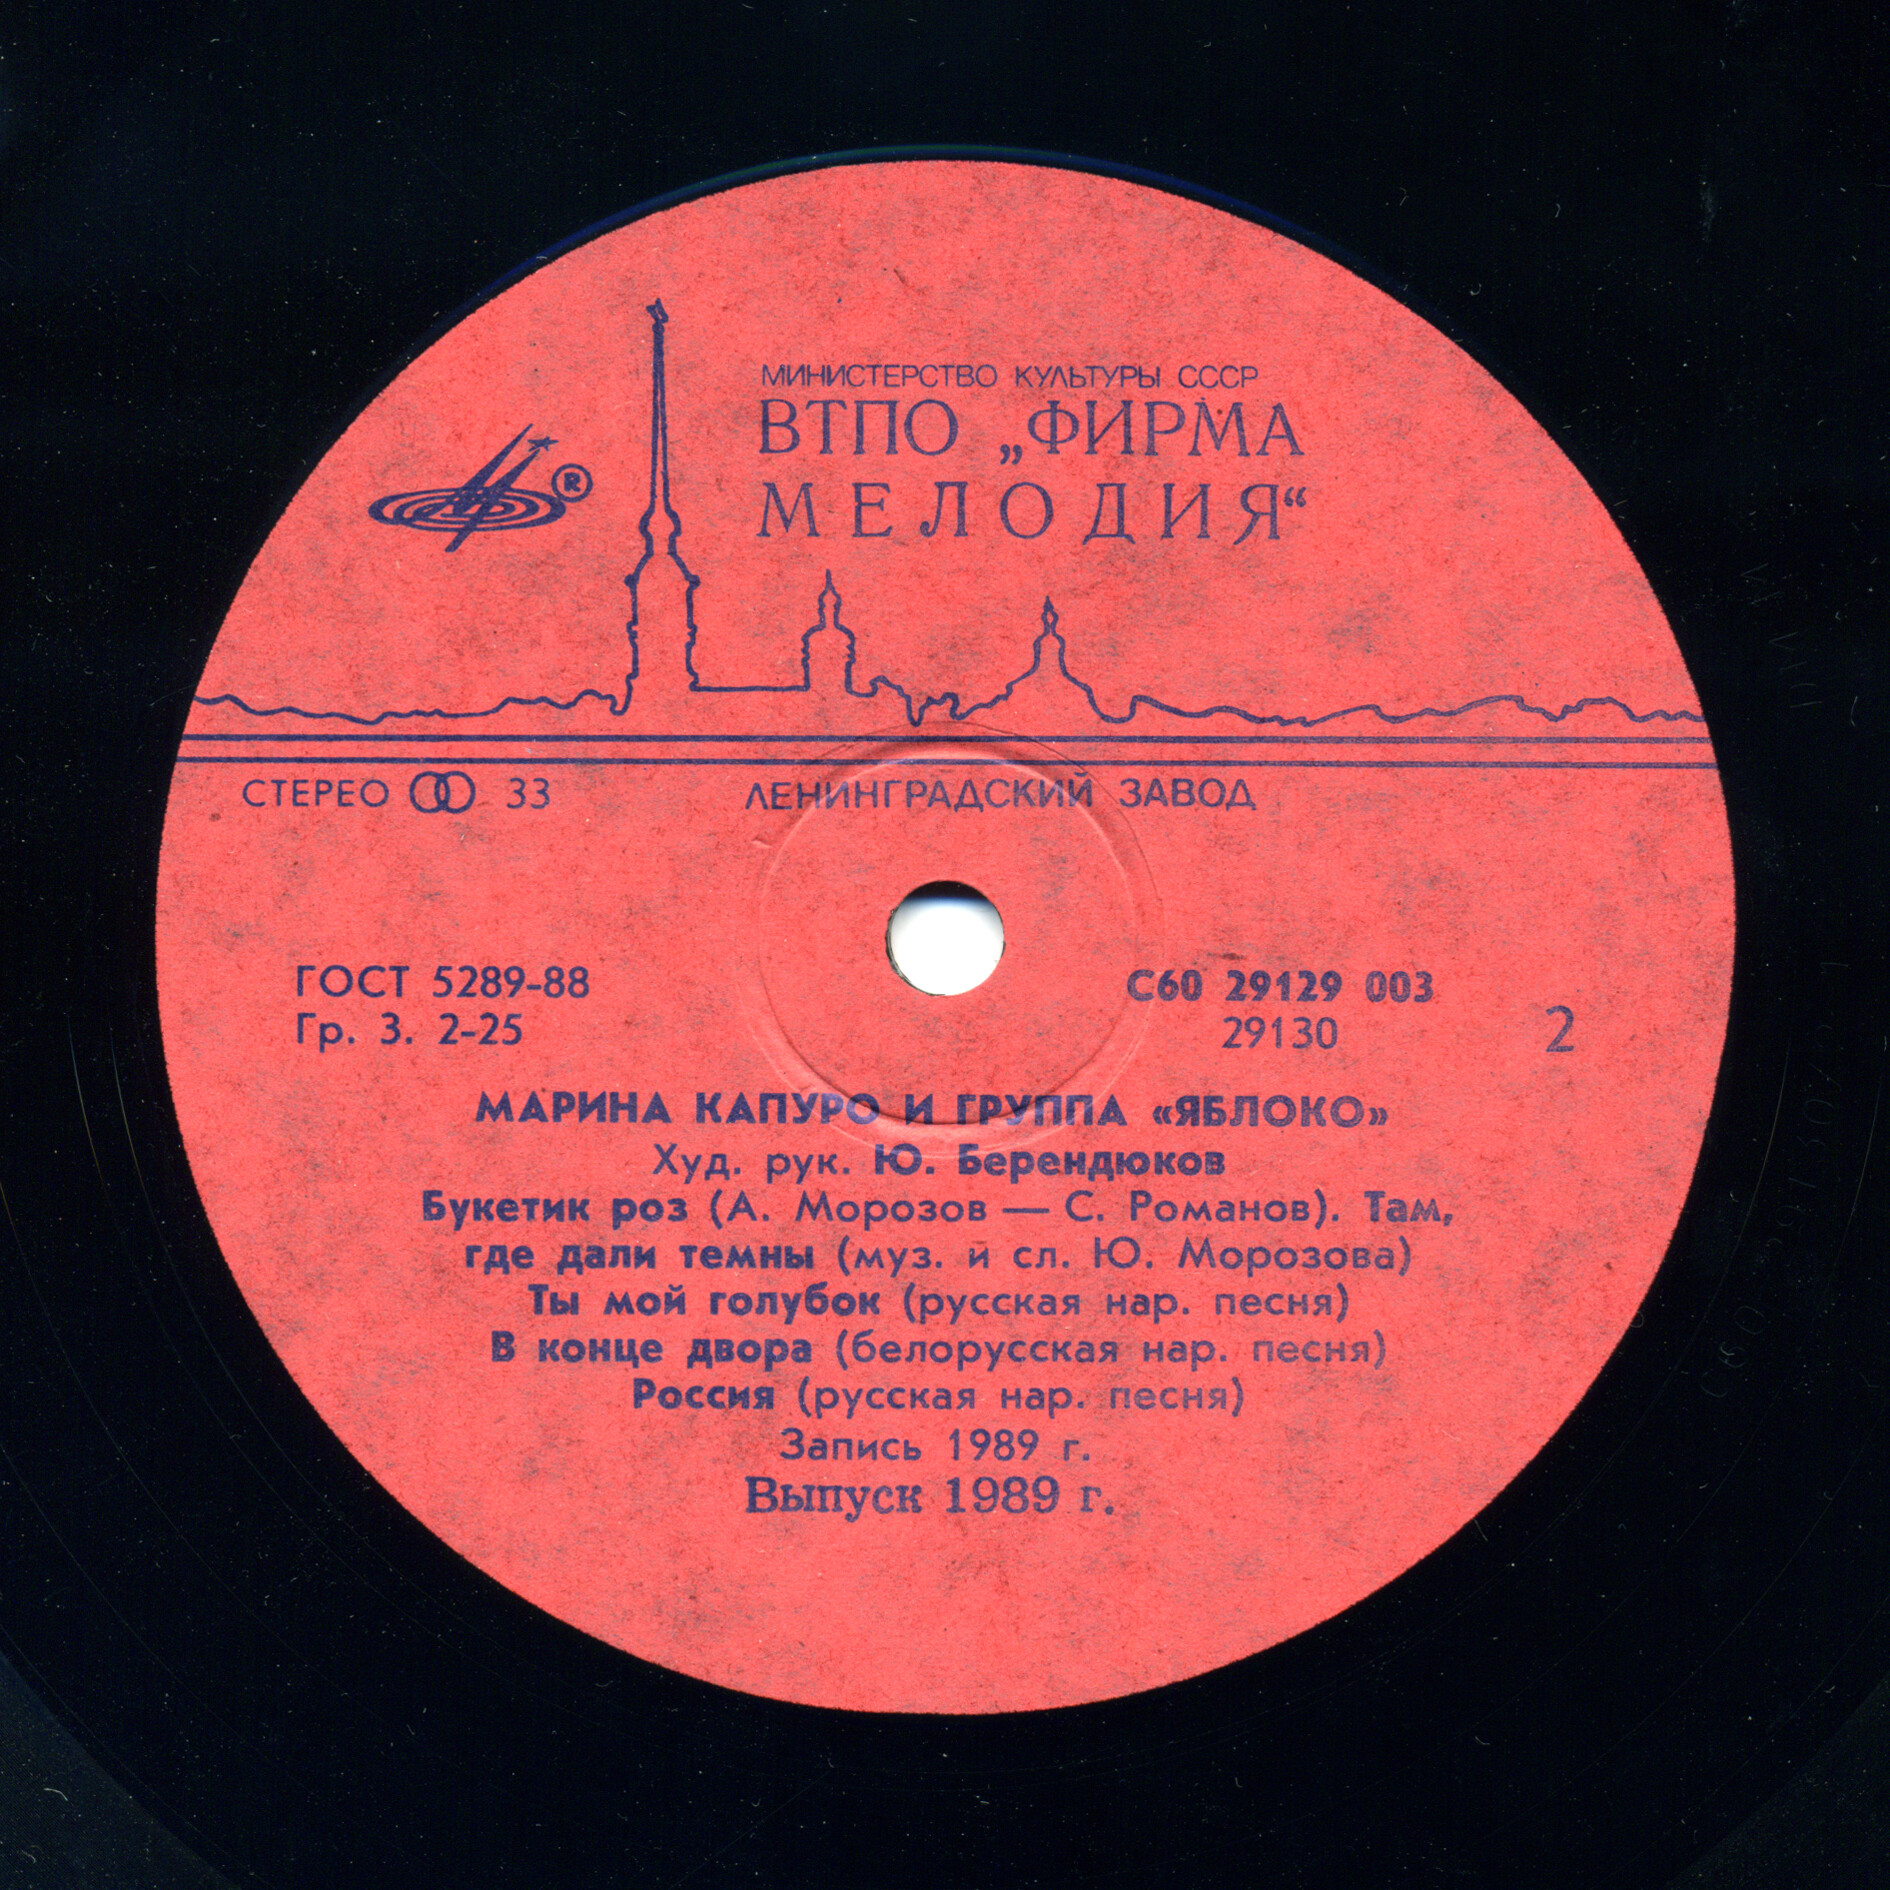 МИНИСТЕРСТВО КУЛЬТУРЫ СССР
ВТПО „ФИРМА
МЕЛОДИЯ“
®
СТЕРЕО 33 ЛЕНИНГРАДСКИЙ ЗАВОД
ГОСТ 5289-88 С60 29129 003
Гр. 3. 2-25 29130 2
МАРИНА КАПУРО И ГРУППА «ЯБЛОКО»
Худ. рук. Ю. Берендюков
Букетик роз (А. Морозов — С. Романов). Там,
где дали темны (муз. и сл. Ю. Морозова)
Ты мой голубок (русская нар. песня)
В конце двора (белорусская нар. песня)
Россия (русская нар. песня)
Запись 1989 г.
Выпуск 1989 г.